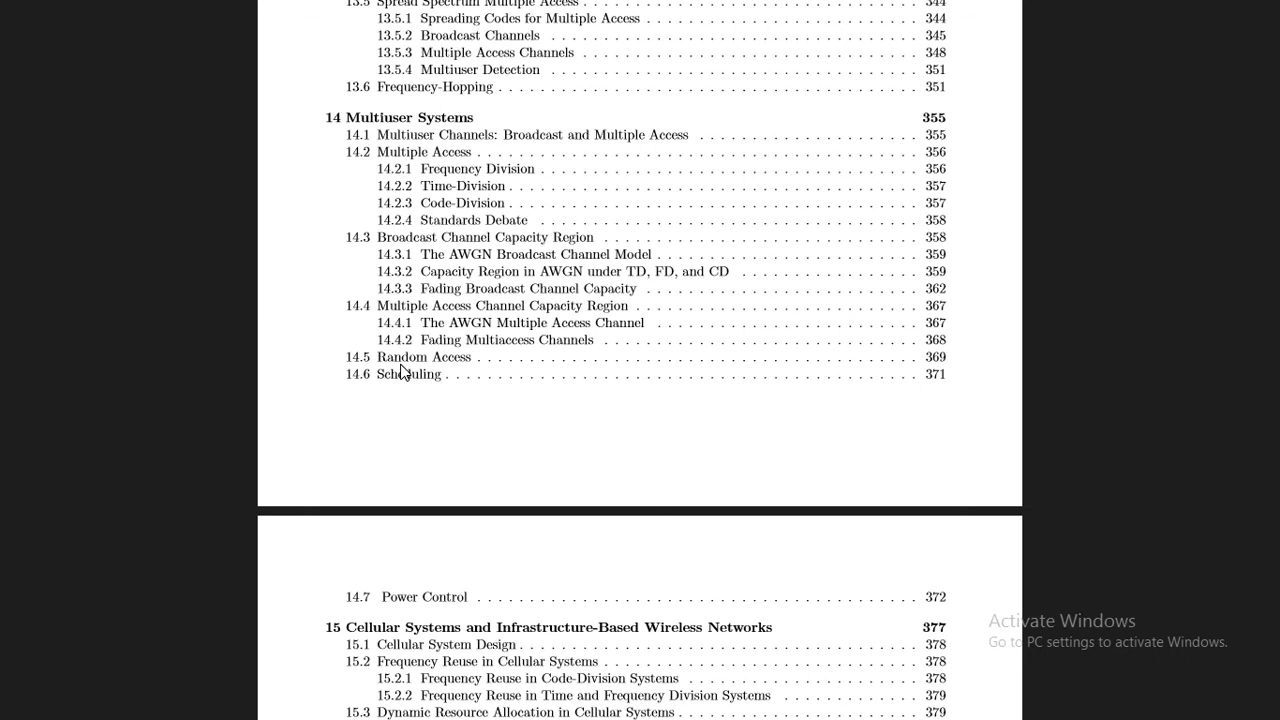 13.5 Spread Spectrum Multiple Access . . . . . . . . . . . . . . . . . . . . . . . . . . 344
13.5.1 Spreading Codes for Multiple Access . . . . . . . . . . . . . . . . . . . . . 344
13.5.2 Broadcast Channels . . . . . . . . . . . . . . . . . . . . . . . . . . . . 345
13.5.3 Multiple Access Channels . . . . . . . . . . . . . . . . . . . . . . . . . . 348
13.5.4 Multiuser Detection . . . . . . . . . . . . . . . . . . . . . . . . . . . . 351
13.6 Frequency-Hopping . . . . . . . . . . . . . . . . . . . . . . . . . . . . . . . . 351
14 Multiuser Systems 355
14.1 Multiuser Channels: Broadcast and Multiple Access . . . . . . . . . . . . . . . . . 355
14.2 Multiple Access . . . . . . . . . . . . . . . . . . . . . . . . . . . . . . . . . . 356
14.2.1 Frequency Division . . . . . . . . . . . . . . . . . . . . . . . . . . . . . 356
14.2.2 Time-Division . . . . . . . . . . . . . . . . . . . . . . . . . . . . . . . 357
14.2.3 Code-Division . . . . . . . . . . . . . . . . . . . . . . . . . . . . . . . 357
14.2.4 Standards Debate . . . . . . . . . . . . . . . . . . . . . . . . . . . . . 358
14.3 Broadcast Channel Capacity Region . . . . . . . . . . . . . . . . . . . . . . . . 358
14.3.1 The AWGN Broadcast Channel Model . . . . . . . . . . . . . . . . . . . . 359
14.3.2 Capacity Region in AWGN under TD, FD, and CD . . . . . . . . . . . . . . 359
14.3.3 Fading Broadcast Channel Capacity . . . . . . . . . . . . . . . . . . . . . 362
14.4 Multiple Access Channel Capacity Region . . . . . . . . . . . . . . . . . . . . . . 367
14.4.1 The AWGN Multiple Access Channel . . . . . . . . . . . . . . . . . . . . 367
14.4.2 Fading Multiaccess Channels . . . . . . . . . . . . . . . . . . . . . . . . 368
14.5 Random Access . . . . . . . . . . . . . . . . . . . . . . . . . . . . . . . . . . 369
14.6 Scheduling . . . . . . . . . . . . . . . . . . . . . . . . . . . . . . . . . . . . 371
14.7 Power Control . . . . . . . . . . . . . . . . . . . . . . . . . . . . . . . . . . 372
15 Cellular Systems and Infrastructure-Based Wireless Networks 377
15.1 Cellular System Design . . . . . . . . . . . . . . . . . . . . . . . . . . . . . . 378
15.2 Frequency Reuse in Cellular Systems . . . . . . . . . . . . . . . . . . . . . . . . 378
15.2.1 Frequency Reuse in Code-Division Systems . . . . . . . . . . . . . . . . . . 378
15.2.2 Frequency Reuse in Time and Frequency Division Systems . . . . . . . . . . 379
15.3 Dynamic Resource Allocation in Cellular Systems . . . . . . . . . . . . . . . . . . 379
Activate Windows
Go to PC settings to activate Windows.